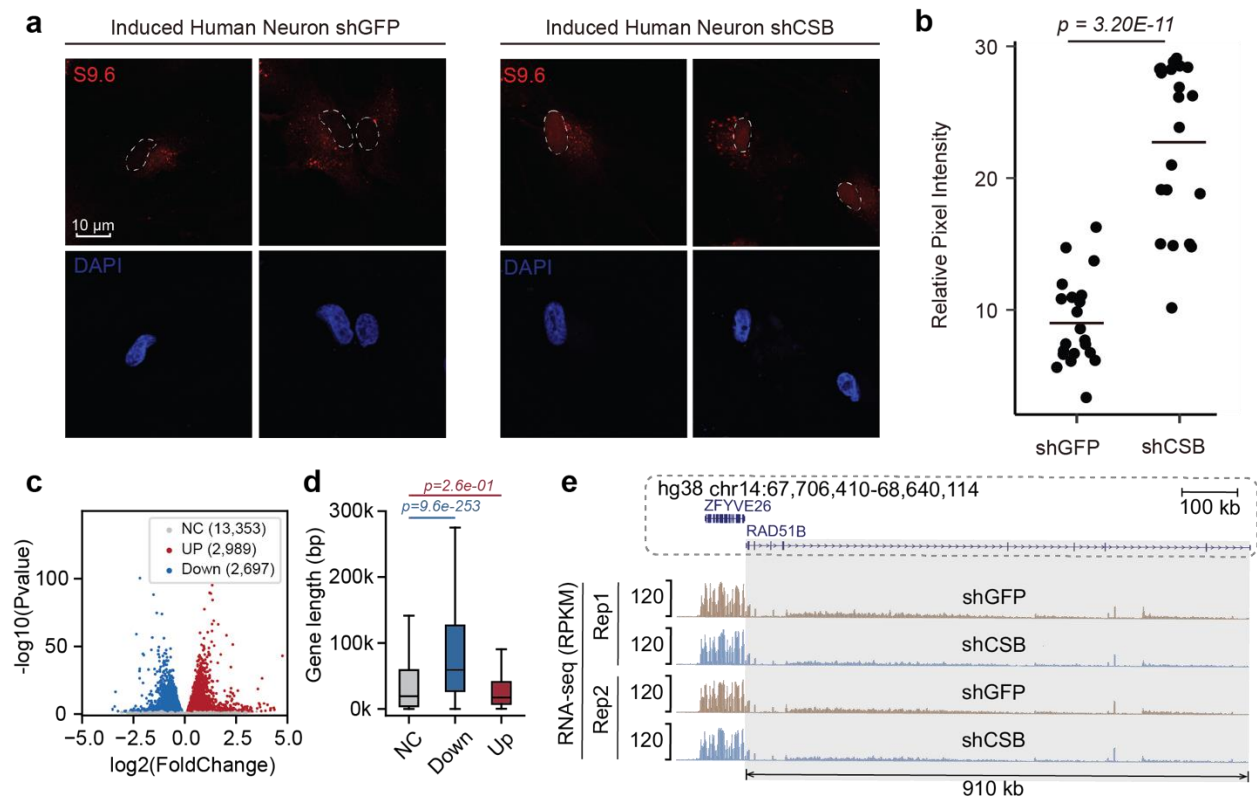 a
Induced Human Neuron shGFP
Induced Human Neuron shCSB
S9.6
S9.6
10 µm
DAPI
DAPI
b
p = 3.20E-11
Relative Pixel Intensity
30
20
10
shGFP
shCSB
c
NC (13,353)
UP (2,989)
Down (2,697)
-log10(Pvalue)
100
50
0
−5.0
−2.5
0.0
2.5
5.0
log2(FoldChange)
d
p=2.6e-01
p=9.6e-253
Gene length (bp)
300k
200k
100k
0k
NC
Down
Up
e
hg38 chr14:67,706,410-68,640,114
100 kb
ZFYVE26
RAD51B
RNA-seq (RPKM)
Rep1
Rep2
120
shGFP
120
shCSB
120
shGFP
120
shCSB
910 kb